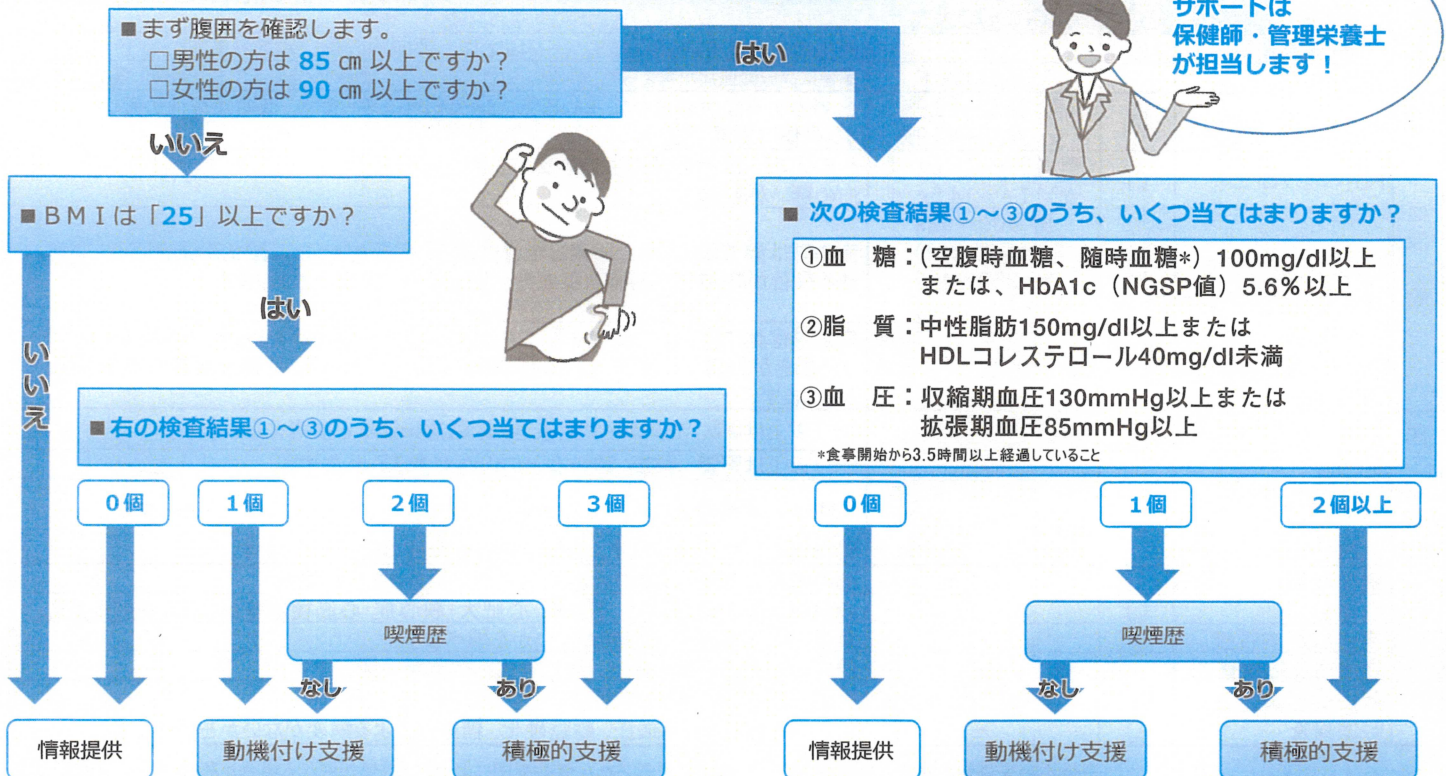 サポートは
保健師・管理栄養士
が担当します！
■まず腹囲を確認します。
□男性の方は 85 ㎝ 以上ですか？
□女性の方は 90 ㎝ 以上ですか？
はい
いいえ
■ＢＭＩは「25」以上ですか？
はい
いいえ
■右の検査結果①～③のうち、いくつ当てはまりますか？
0個
1個
2個
3個
喫煙歴
なし
あり
情報提供
動機付け支援
積極的支援
■ 次の検査結果①～③のうち、いくつ当てはまりますか？
①血　糖：（空腹時血糖、随時血糖*）100mg/dl以上
または、HbA1c（NGSP値）5.6％以上
②脂　質：中性脂肪150mg/dl以上または
HDLコレステロール40mg/dl未満
③血　圧：収縮期血圧130mmHg以上または
拡張期血圧85mmHg以上
*食事開始から3.5時間以上経過していること
0個
1個
2個以上
喫煙歴
なし
あり
情報提供
動機付け支援
積極的支援